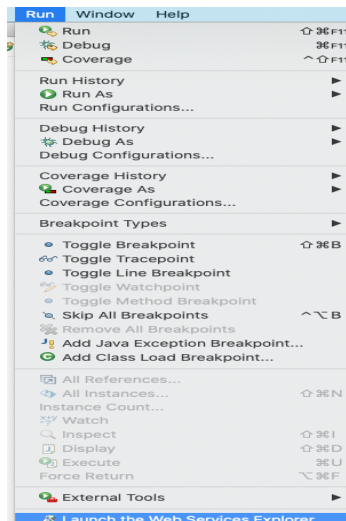 Run Window Help
Run ⇧⌘F11
Debug ⌘F11
Coverage ^⇧F11
Run History
Run As
Run Configurations...
Debug History
Debug As
Debug Configurations...
Coverage History
Coverage As
Coverage Configurations...
Breakpoint Types
Toggle Breakpoint ⇧⌘B
Toggle Tracepoint
Toggle Line Breakpoint
Toggle Watchpoint
Toggle Method Breakpoint
Skip All Breakpoints ^⌥B
Remove All Breakpoints
Add Java Exception Breakpoint...
Add Class Load Breakpoint...
All References...
All Instances... ⇧⌘N
Instance Count...
Watch
Inspect ⇧⌘I
Display ⇧⌘D
Execute ⌘U
Force Return ⌥⌘F
External Tools
Launch the Web Services Explorer